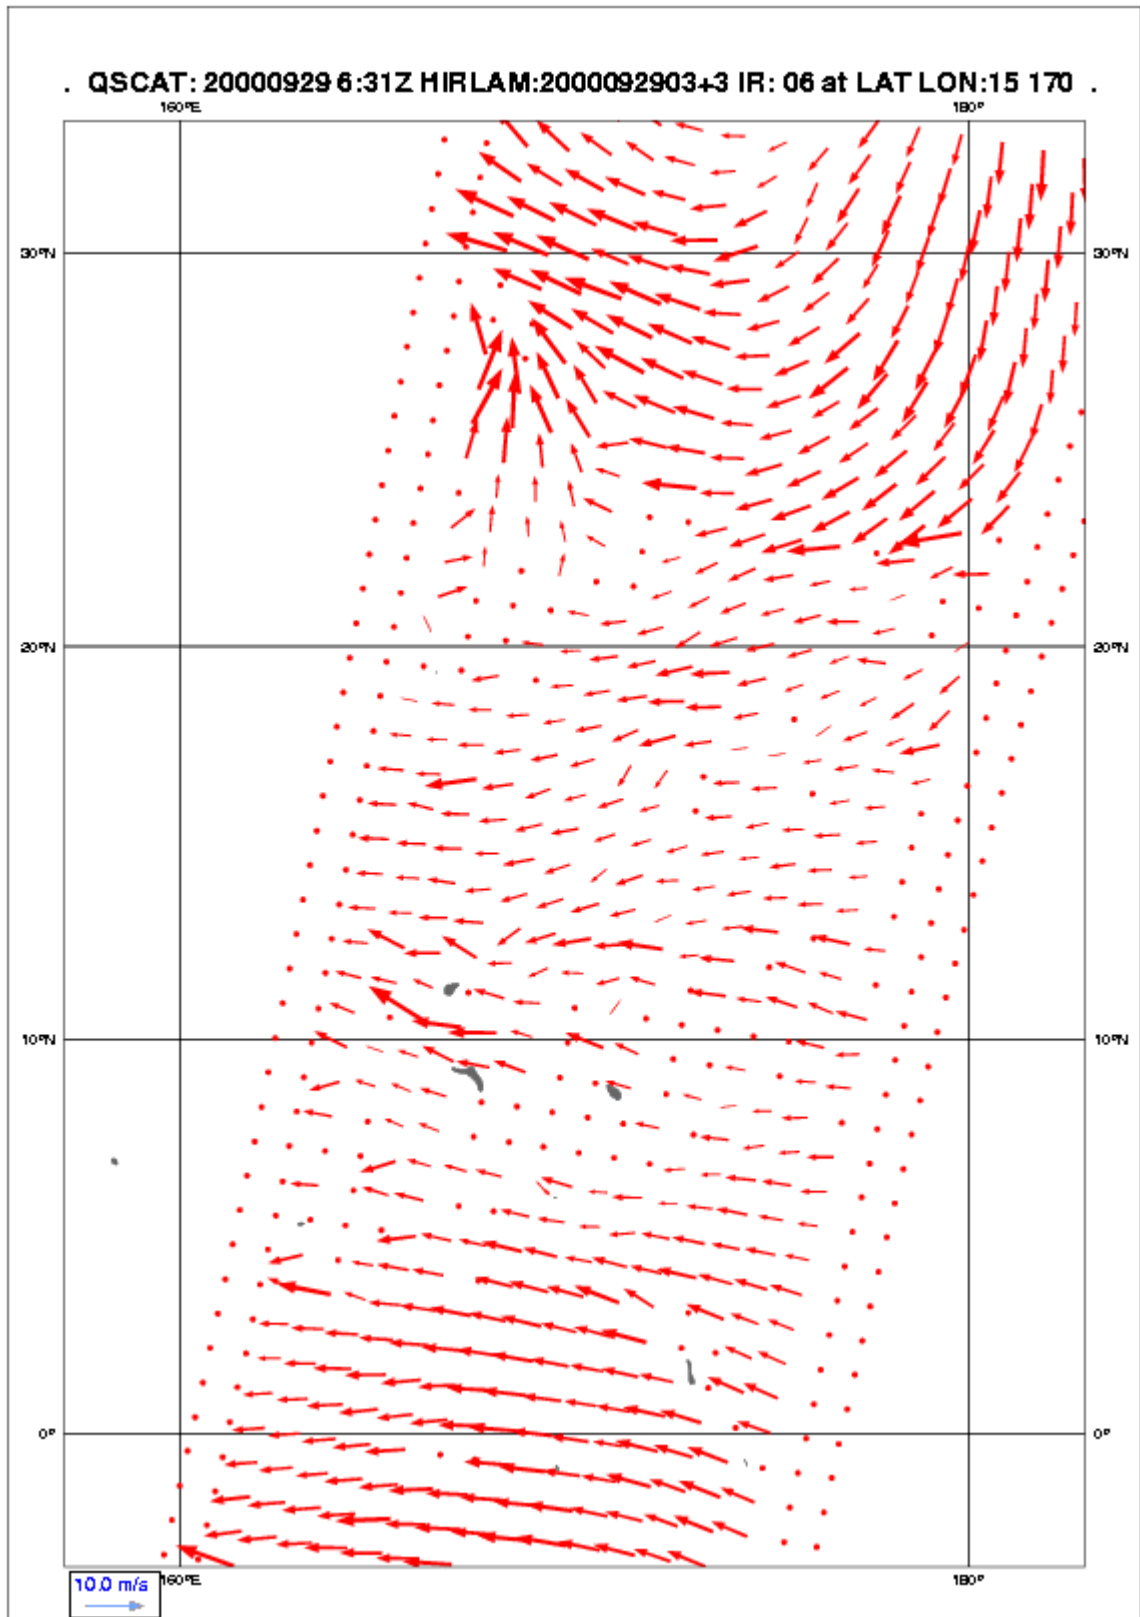 . QSCAT: 20000929 6:31Z HIRLAM:2000092903+3 IR: 06 at LAT LON:15 170 .
160°E 180°
30°N 30°N
20°N 20°N
10°N 10°N
0° 0°
160°E 180°
10.0 m/s